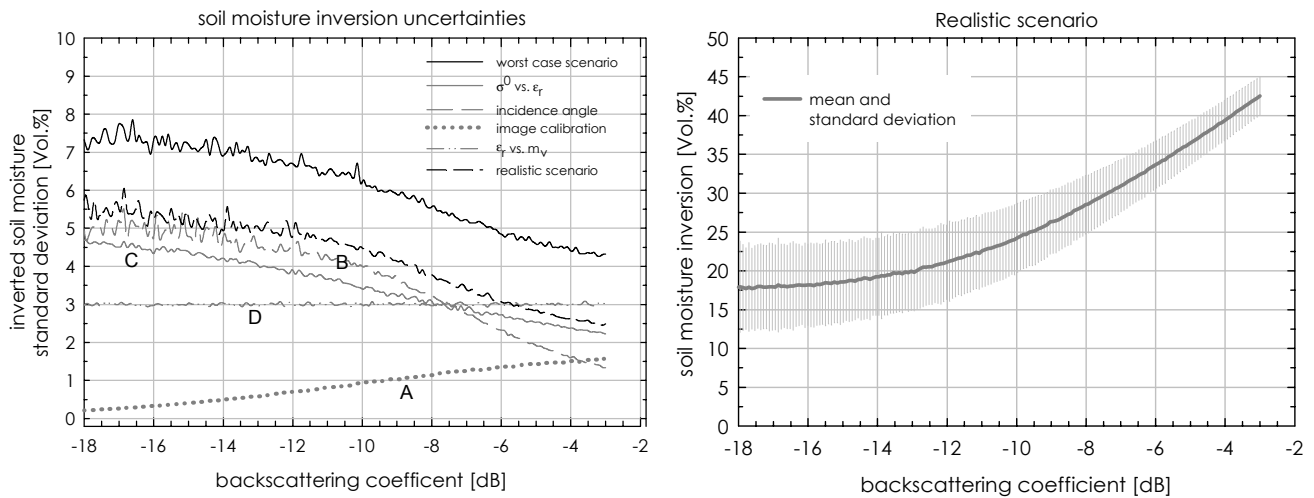 soil moisture inversion uncertainties
10
9
8
7
6
5
4
3
2
1
0
inverted soil moisture
standard deviation [Vol.%]
worst case scenario
σ⁰ vs. εᵣ
incidence angle
image calibration
εᵣ vs. mᵥ
realistic scenario
A
B
C
D
-18 -16 -14 -12 -10 -8 -6 -4 -2
backscattering coefficent [dB]
Realistic scenario
50
45
40
35
30
25
20
15
10
5
0
soil moisture inversion [Vol.%]
mean and
standard deviation
-18 -16 -14 -12 -10 -8 -6 -4 -2
backscattering coefficient [dB]